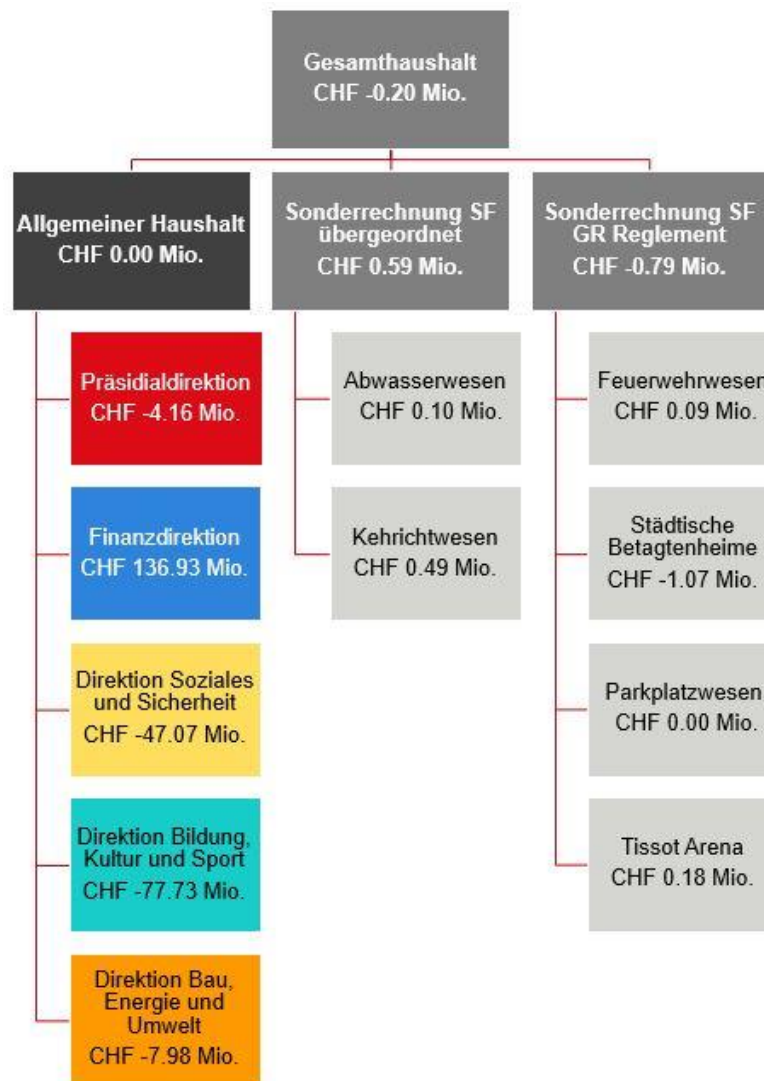 Gesamthaushalt
CHF -0.20 Mio.
Allgemeiner Haushalt
CHF 0.00 Mio.
Sonderrechnung SF
übergeordnet
CHF 0.59 Mio.
Sonderrechnung SF
GR Reglement
CHF -0.79 Mio.
Präsidialdirektion
CHF -4.16 Mio.
Finanzdirektion
CHF 136.93 Mio.
Direktion Soziales
und Sicherheit
CHF -47.07 Mio.
Direktion Bildung,
Kultur und Sport
CHF -77.73 Mio.
Direktion Bau,
Energie und
Umwelt
CHF -7.98 Mio.
Abwasserwesen
CHF 0.10 Mio.
Kehrichtwesen
CHF 0.49 Mio.
Feuerwehrwesen
CHF 0.09 Mio.
Städtische
Betagtenheime
CHF -1.07 Mio.
Parkplatzwesen
CHF 0.00 Mio.
Tissot Arena
CHF 0.18 Mio.